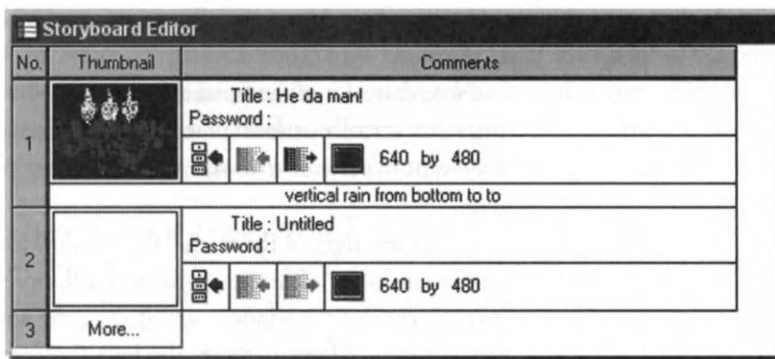 Storyboard Editor
No. Thumbnail Comments
1
Title : He da man!
Password :
640 by 480
vertical rain from bottom to to
2
Title : Untitled
Password :
640 by 480
3 More...